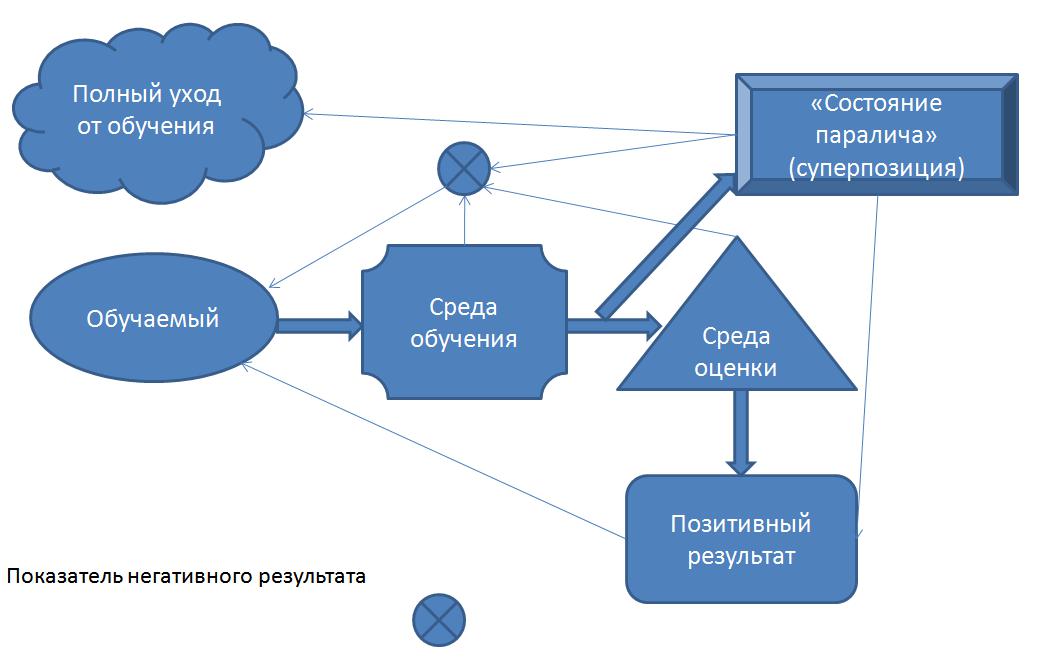 Полный уход
от обучения
«Состояние
паралича»
(суперпозиция)
Обучаемый
Среда
обучения
Среда
оценки
Позитивный
результат
Показатель негативного результата